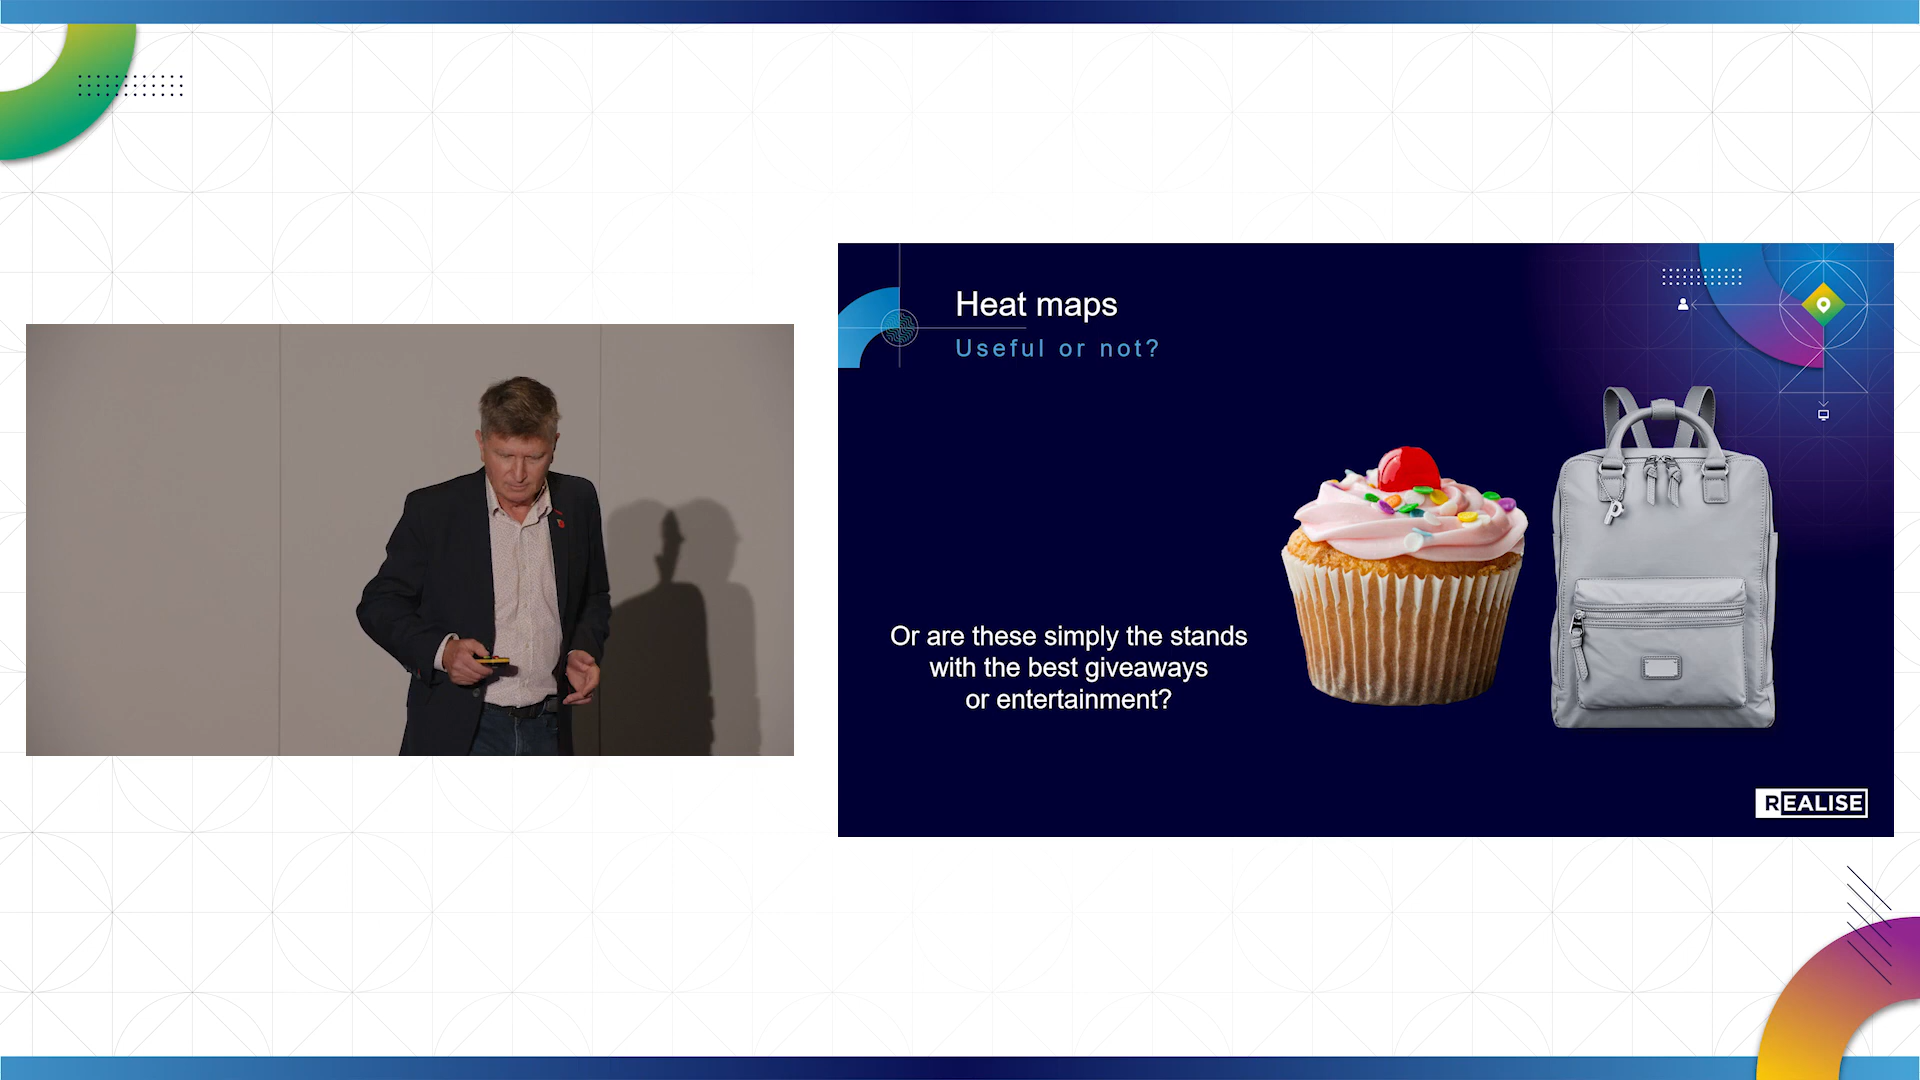 Heat maps
Useful or not?
Or are these simply the stands
with the best giveaways
or entertainment?
REALISE